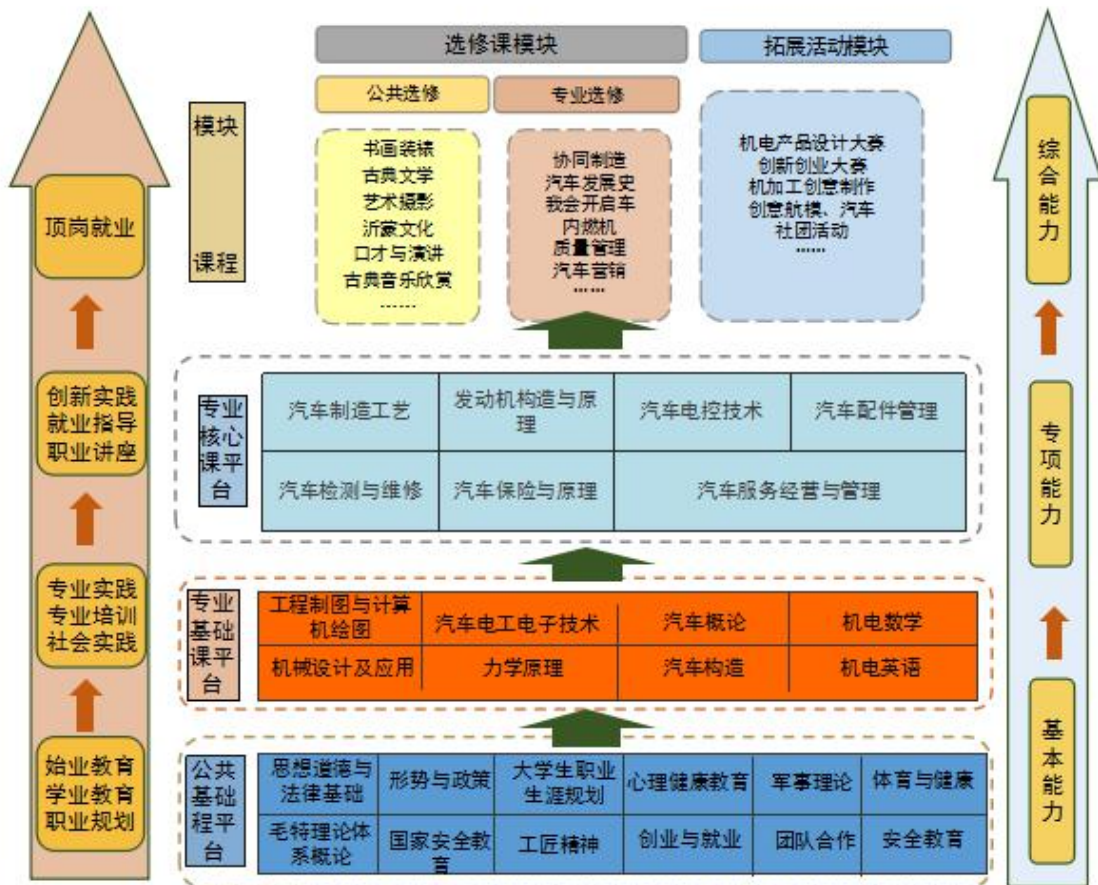 选修课模块
拓展活动模块
公共选修
专业选修
模块
课程
书画装裱
古典文学
艺术摄影
沂蒙文化
口才与演讲
古典音乐欣赏
……
协同制造
汽车发展史
我会开启车
内燃机
质量管理
汽车营销
……
机电产品设计大赛
创新创业大赛
机加工创意制作
创意航模、汽车
社团活动
……
顶岗就业
创新实践
就业指导
职业讲座
专业实践
专业培训
社会实践
始业教育
学业教育
职业规划
专业
核心
课平
台
汽车制造工艺
发动机构造与原
理
汽车电控技术
汽车配件管理
汽车检测与维修
汽车保险与原理
汽车服务经营与管理
专业
基础
课平
台
工程制图与计算
机绘图
汽车电工电子技术
汽车概论
机电数学
机械设计及应用
力学原理
汽车构造
机电英语
公共
基础
程平
台
思想道德与
法律基础
形势与政策
大学生职业
生涯规划
心理健康教育
军事理论
体育与健康
毛特理论体
系概论
国家安全教
育
工匠精神
创业与就业
团队合作
安全教育
综合能力
专项能力
基本能力